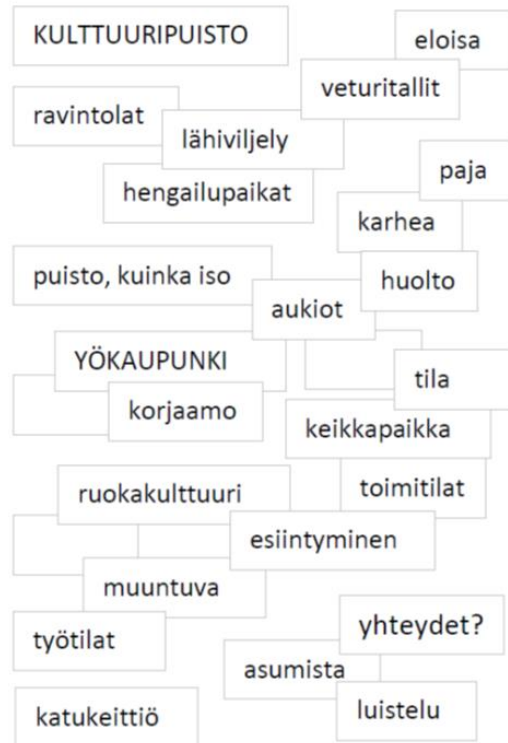 KULTTUURIPUISTO
eloisa
veturitallit
ravintolat
lähiviljely
paja
hengailupaikat
karhea
puisto, kuinka iso
huolto
aukiot
YÖKAUPUNKI
tila
korjaamo
keikkapaikka
ruokakulttuuri
toimitilat
esiintyminen
muuntuva
yhteydet?
työtilat
asumista
katukeittiö
luistelu